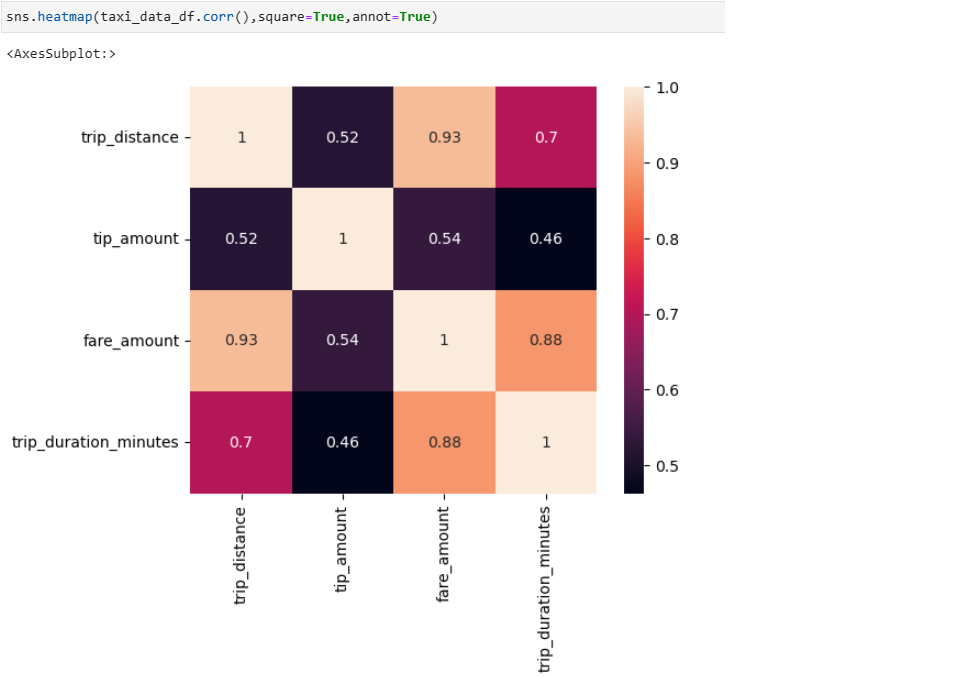 sns.heatmap(taxi_data_df.corr(),square=True,annot=True)
<AxesSubplot:>
1.0
trip_distance 1 0.52 0.93 0.7
0.9
tip_amount 0.52 1 0.54 0.46
0.8
0.7
fare_amount 0.93 0.54 1 0.88
0.6
trip_duration_minutes 0.7 0.46 0.88 1
0.5
trip_distance
tip_amount
fare_amount
trip_duration_minutes